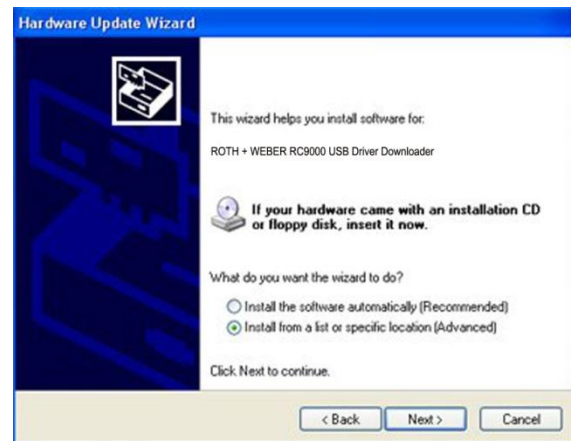 Hardware Update Wizard
This wizard helps you install software for:
ROTH + WEBER RC9000 USB Driver Downloader
If your hardware came with an installation CD
or floppy disk, insert it now.
What do you want the wizard to do?
Install the software automatically (Recommended)
Install from a list or specific location (Advanced)
Click Next to continue.
< Back
Next >
Cancel